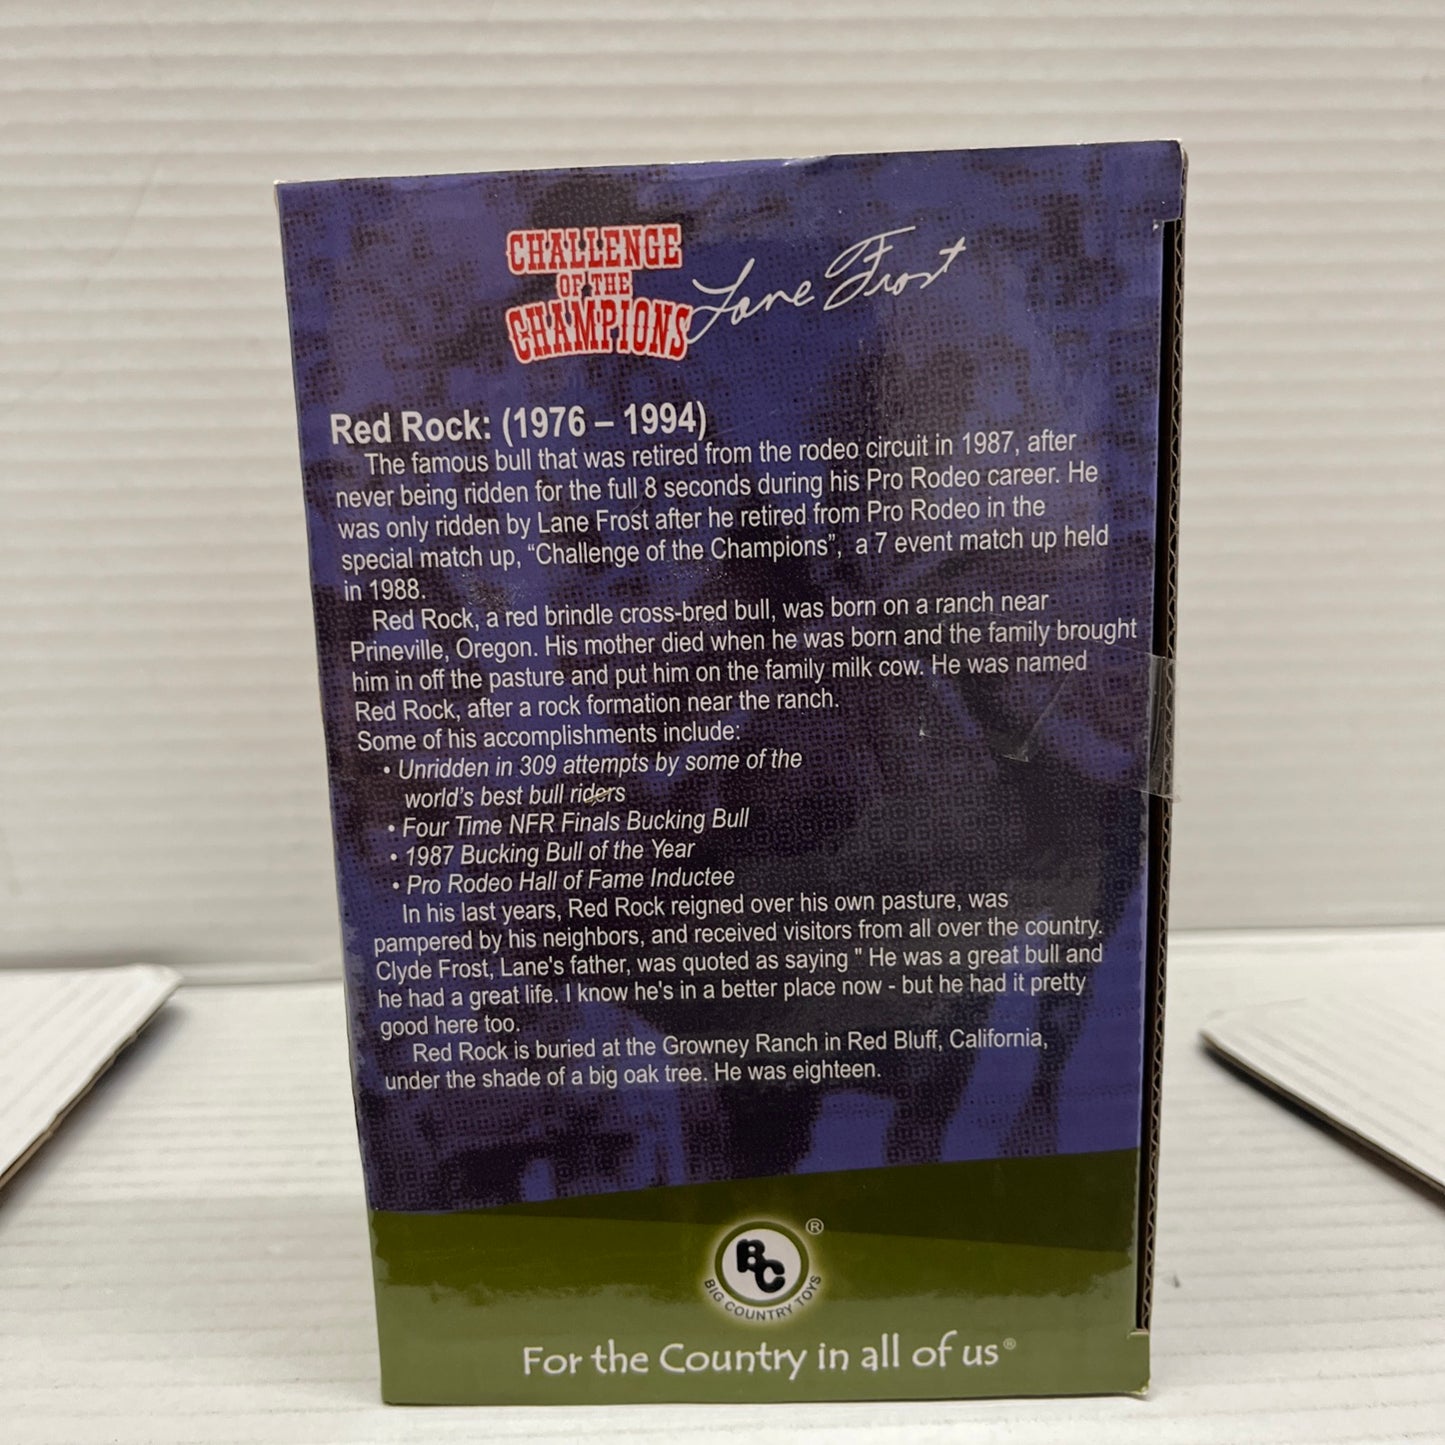 CHALLENGE
OF THE
CHAMPIONS
Lane Frost
Red Rock: (1976 – 1994)
The famous bull that was retired from the rodeo circuit in 1987, after
never being ridden for the full 8 seconds during his Pro Rodeo career. He
was only ridden by Lane Frost after he retired from Pro Rodeo in the
special match up, “Challenge of the Champions”, a 7 event match up held
in 1988.
Red Rock, a red brindle cross-bred bull, was born on a ranch near
Prineville, Oregon. His mother died when he was born and the family brought
him in off the pasture and put him on the family milk cow. He was named
Red Rock, after a rock formation near the ranch.
Some of his accomplishments include:
• Unridden in 309 attempts by some of the
world's best bull riders
• Four Time NFR Finals Bucking Bull
• 1987 Bucking Bull of the Year
• Pro Rodeo Hall of Fame Inductee
In his last years, Red Rock reigned over his own pasture, was
pampered by his neighbors, and received visitors from all over the country.
Clyde Frost, Lane's father, was quoted as saying " He was a great bull and
he had a great life. I know he's in a better place now - but he had it pretty
good here too.
Red Rock is buried at the Growney Ranch in Red Bluff, California,
under the shade of a big oak tree. He was eighteen.
BC ®
BIG COUNTRY TOYS
For the Country in all of us®